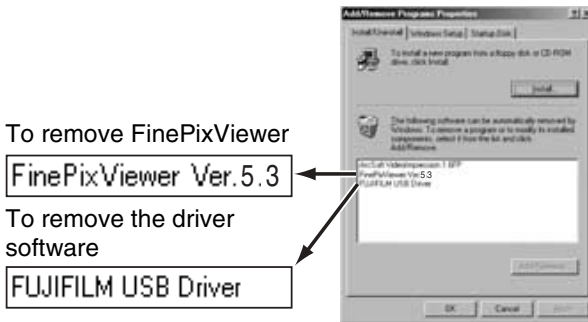 To remove FinePixViewer
FinePixViewer Ver.5.3
To remove the driver
software
FUJIFILM USB Driver
Add/Remove Programs Properties
Install/Uninstall Windows Setup Startup Disk
To install a new program from a floppy disk or CD-ROM
drive, click Install.
Install...
The following software can be automatically removed by
Windows. To remove a program or to modify its installed
components, select it from the list and click
Add/Remove.
ArcSoft VideoImpression 1.6FP
FinePixViewer Ver.5.3
FUJIFILM USB Driver
Add/Remove...
OK Cancel